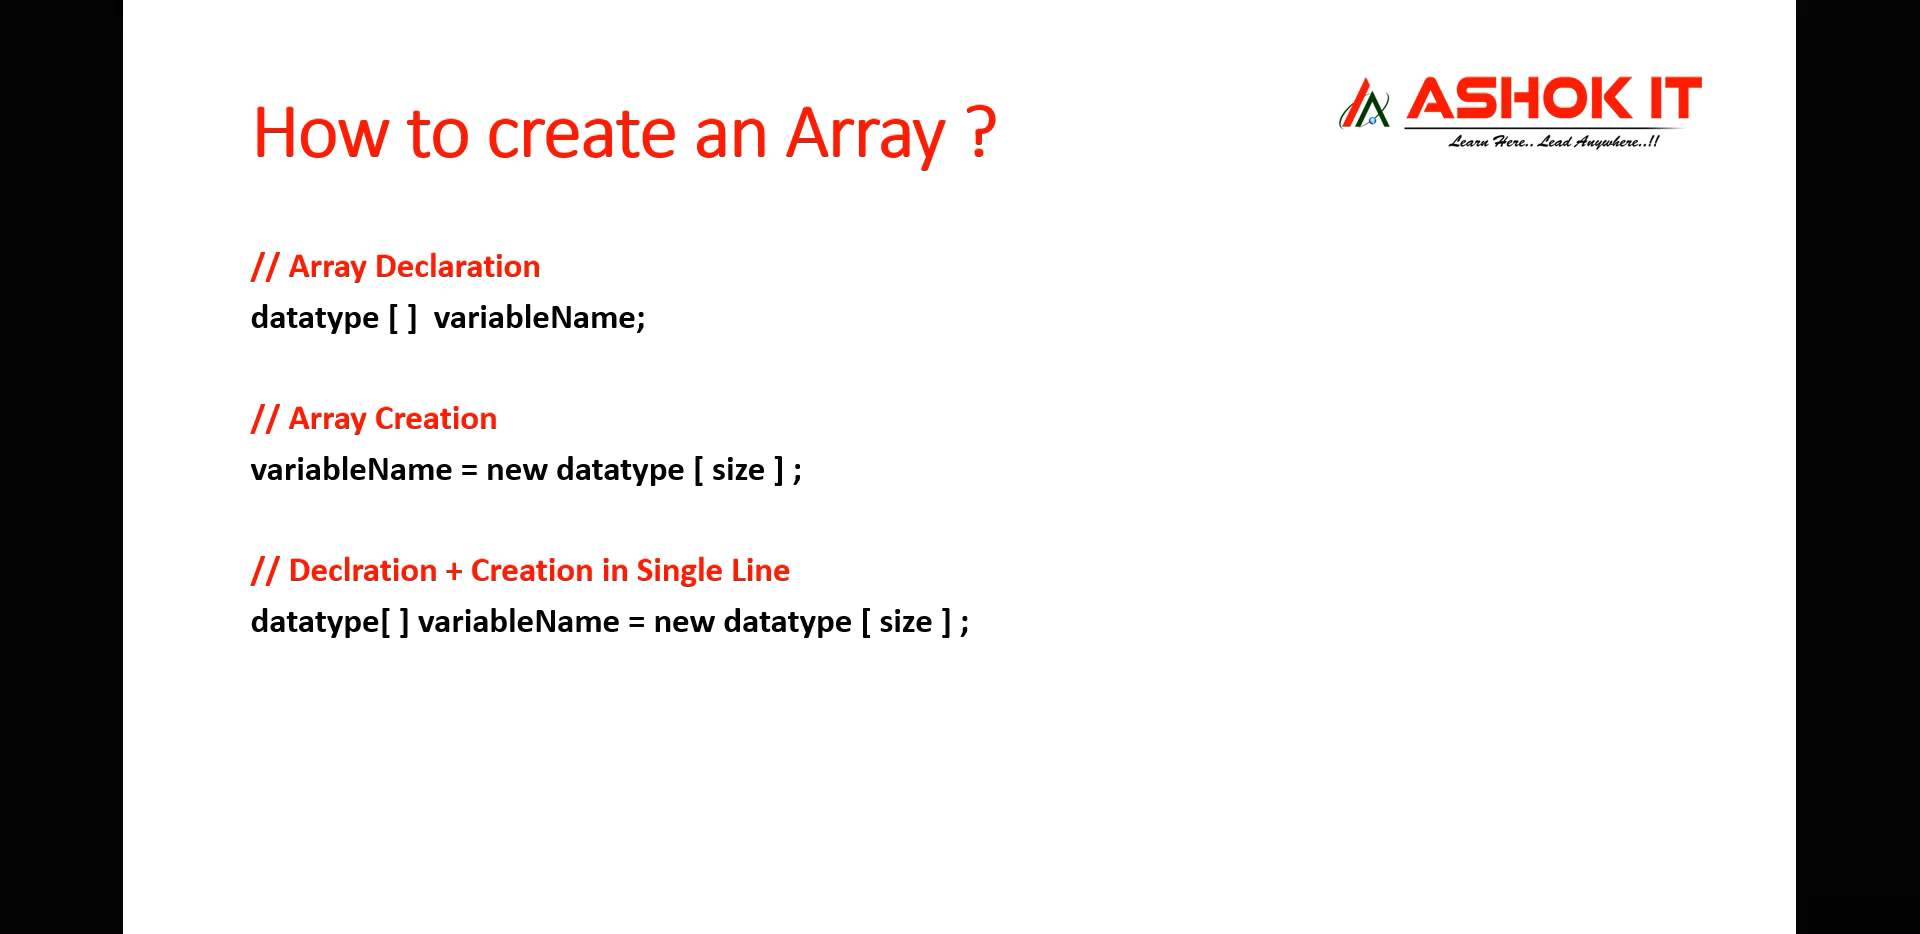 How to create an Array ?
ASHOK IT
Learn Here.. Lead Anywhere..!!
// Array Declaration
datatype [ ]  variableName;
// Array Creation
variableName = new datatype [ size ] ;
// Declration + Creation in Single Line
datatype[ ] variableName = new datatype [ size ] ;